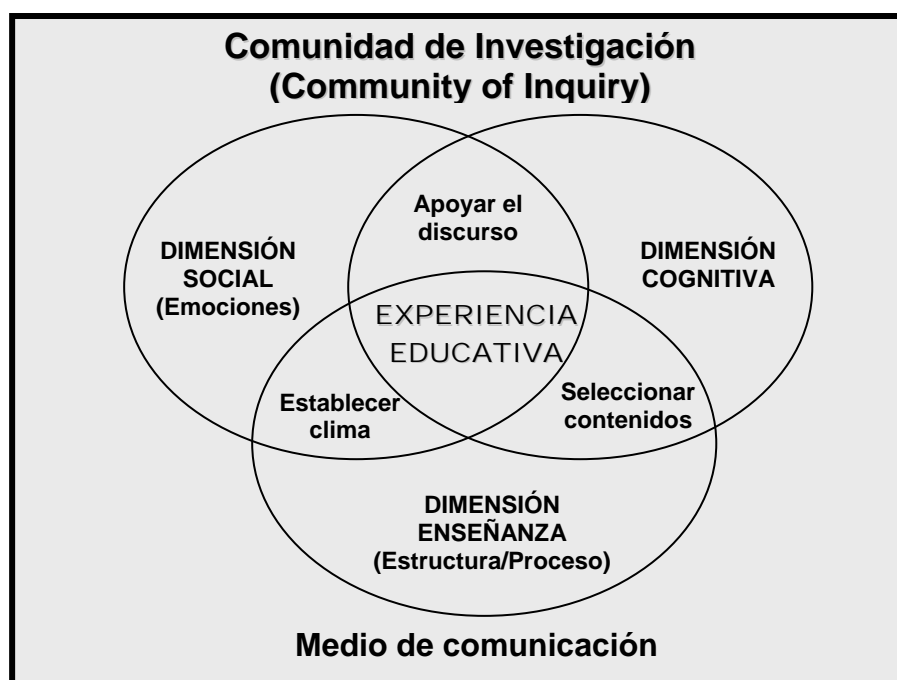 Comunidad de Investigación
(Community of Inquiry)
Apoyar el
discurso
DIMENSIÓN
SOCIAL
(Emociones)
DIMENSIÓN
COGNITIVA
EXPERIENCIA
EDUCATIVA
Establecer
clima
Seleccionar
contenidos
DIMENSIÓN
ENSEÑANZA
(Estructura/Proceso)
Medio de comunicación